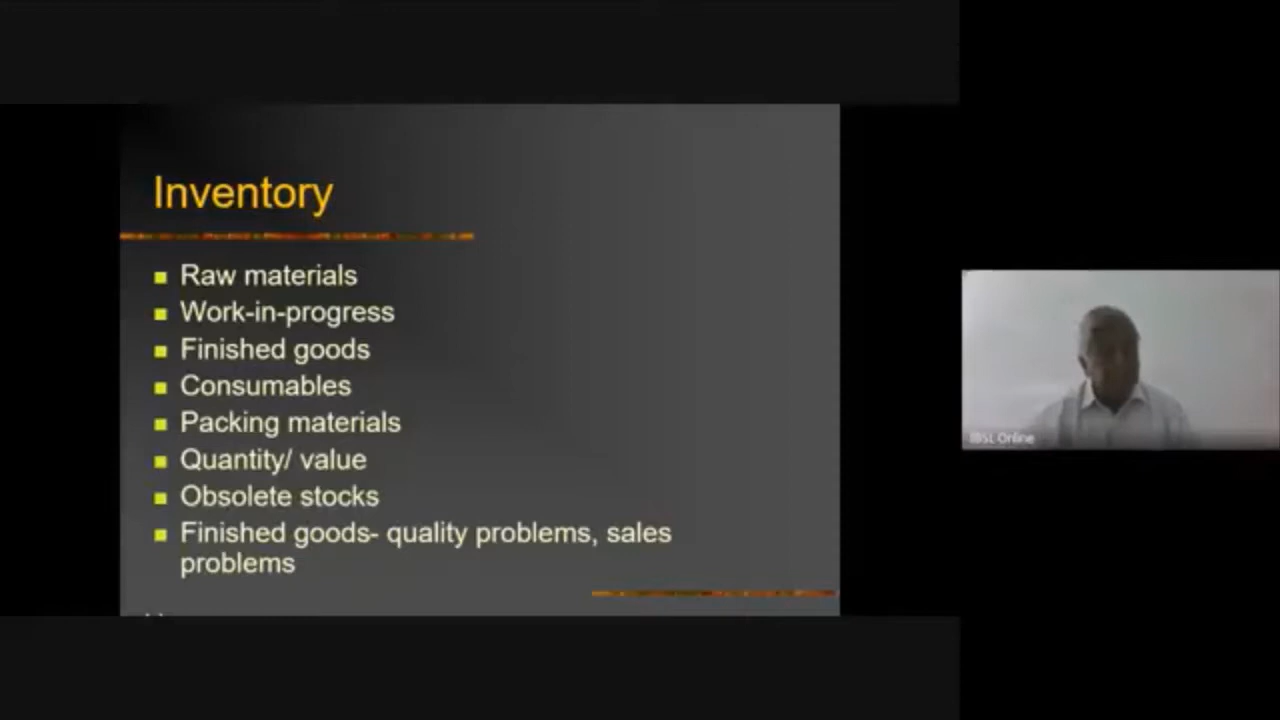 Inventory
Raw materials
Work-in-progress
Finished goods
Consumables
Packing materials
Quantity/ value
Obsolete stocks
Finished goods- quality problems, sales
problems
IBSL Online